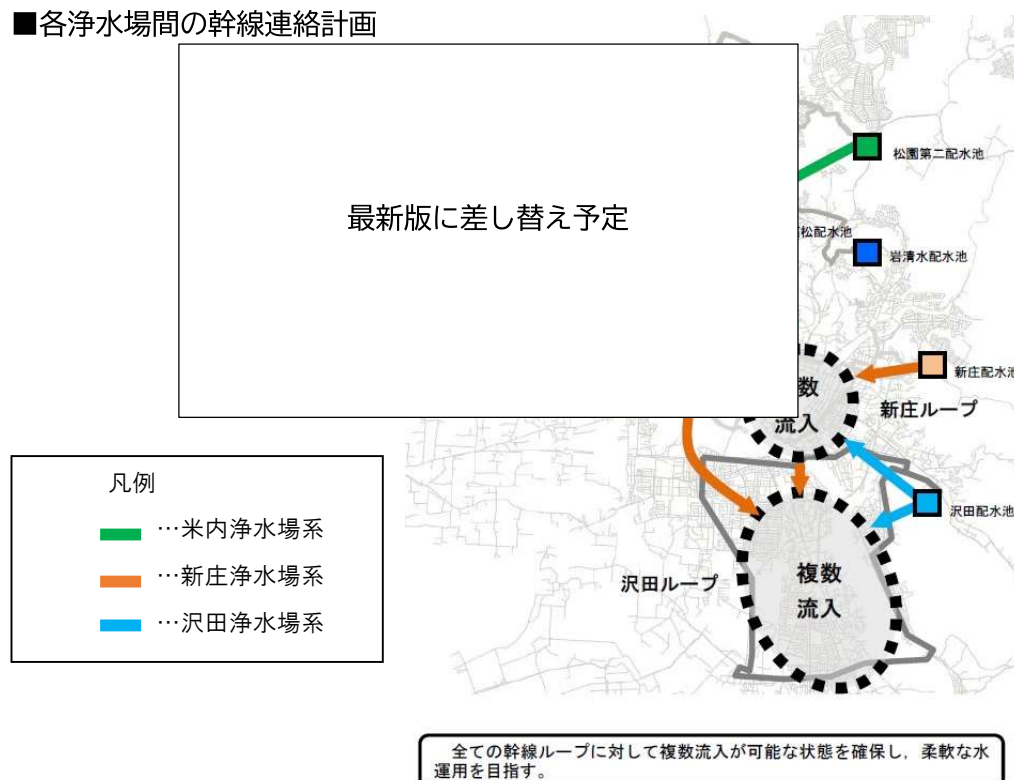 ■各浄水場間の幹線連絡計画
最新版に差し替え予定
松園第二配水池
松配水池
岩清水配水池
新庄配水池
数
流入
新庄ループ
凡例
…米内浄水場系
…新庄浄水場系
…沢田浄水場系
沢田配水池
沢田ループ
複数
流入
全ての幹線ループに対して複数流入が可能な状態を確保し，柔軟な水
運用を目指す。